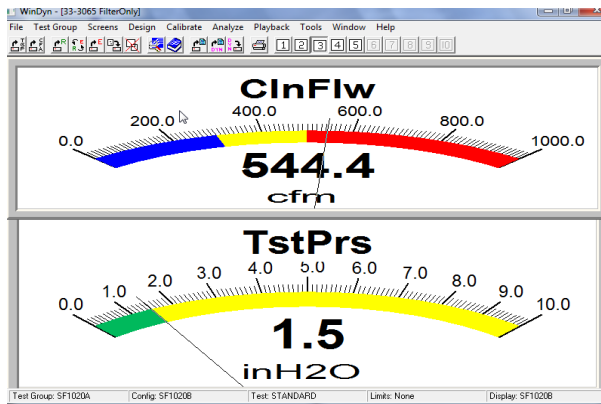 WinDyn - [33-3065 FilterOnly]
File Test Group Screens Design Calibrate Analyze Playback Tools Window Help
1 2 3 4 5 6 7 8 9 10
ClnFlw
0.0 200.0 400.0 600.0 800.0 1000.0
544.4
cfm
TstPrs
0.0 1.0 2.0 3.0 4.0 5.0 6.0 7.0 8.0 9.0 10.0
1.5
inH2O
Test Group: SF1020A Config: SF1020B Test: STANDARD Limits: None Display: SF1020B